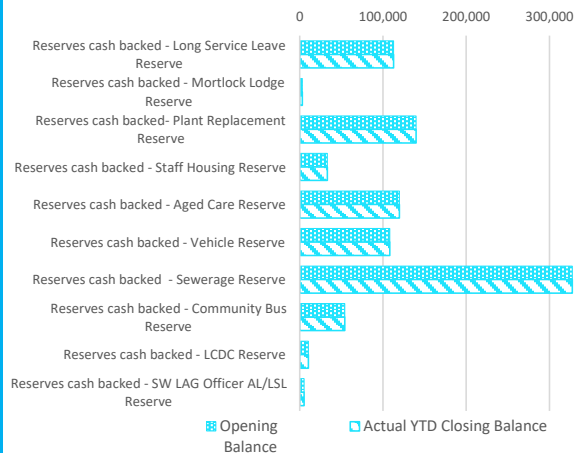 0 100,000 200,000 300,000
Reserves cash backed - Long Service Leave
Reserve
Reserves cash backed - Mortlock Lodge
Reserve
Reserves cash backed- Plant Replacement
Reserve
Reserves cash backed - Staff Housing Reserve
Reserves cash backed - Aged Care Reserve
Reserves cash backed - Vehicle Reserve
Reserves cash backed  - Sewerage Reserve
Reserves cash backed - Community Bus
Reserve
Reserves cash backed - LCDC Reserve
Reserves cash backed - SW LAG Officer AL/LSL
Reserve
Opening
Balance
Actual YTD Closing Balance